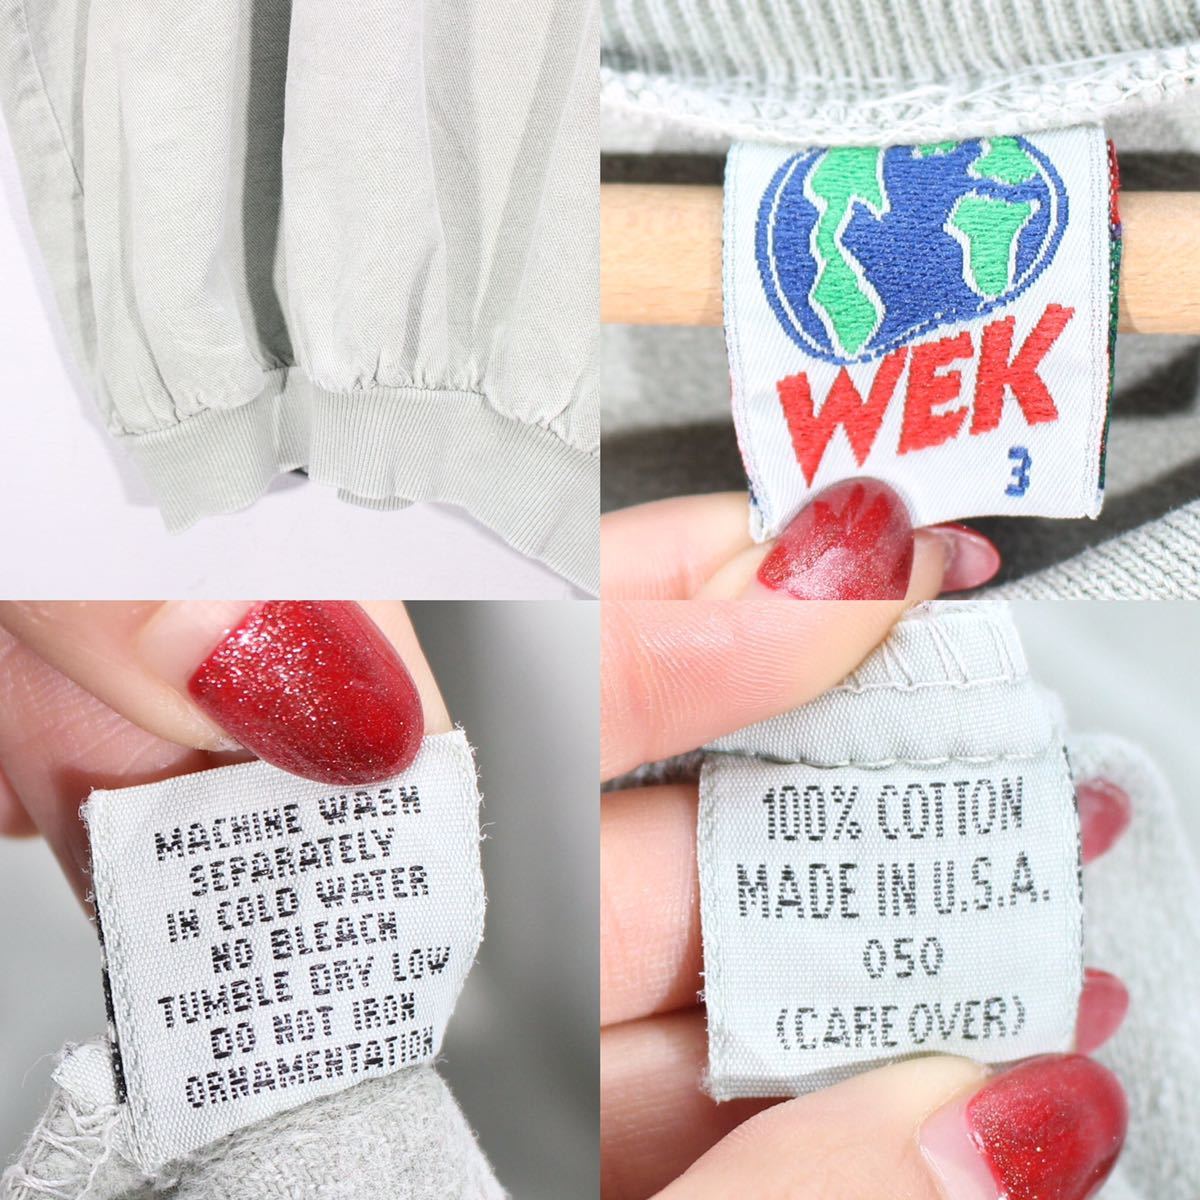 WEK
3
MACHINE WASH
SEPARATELY
IN COLD WATER
NO BLEACH
TUMBLE DRY LOW
DO NOT IRON
ORNAMENTATION
100% COTTON
MADE IN U.S.A.
050
(CARE OVER)